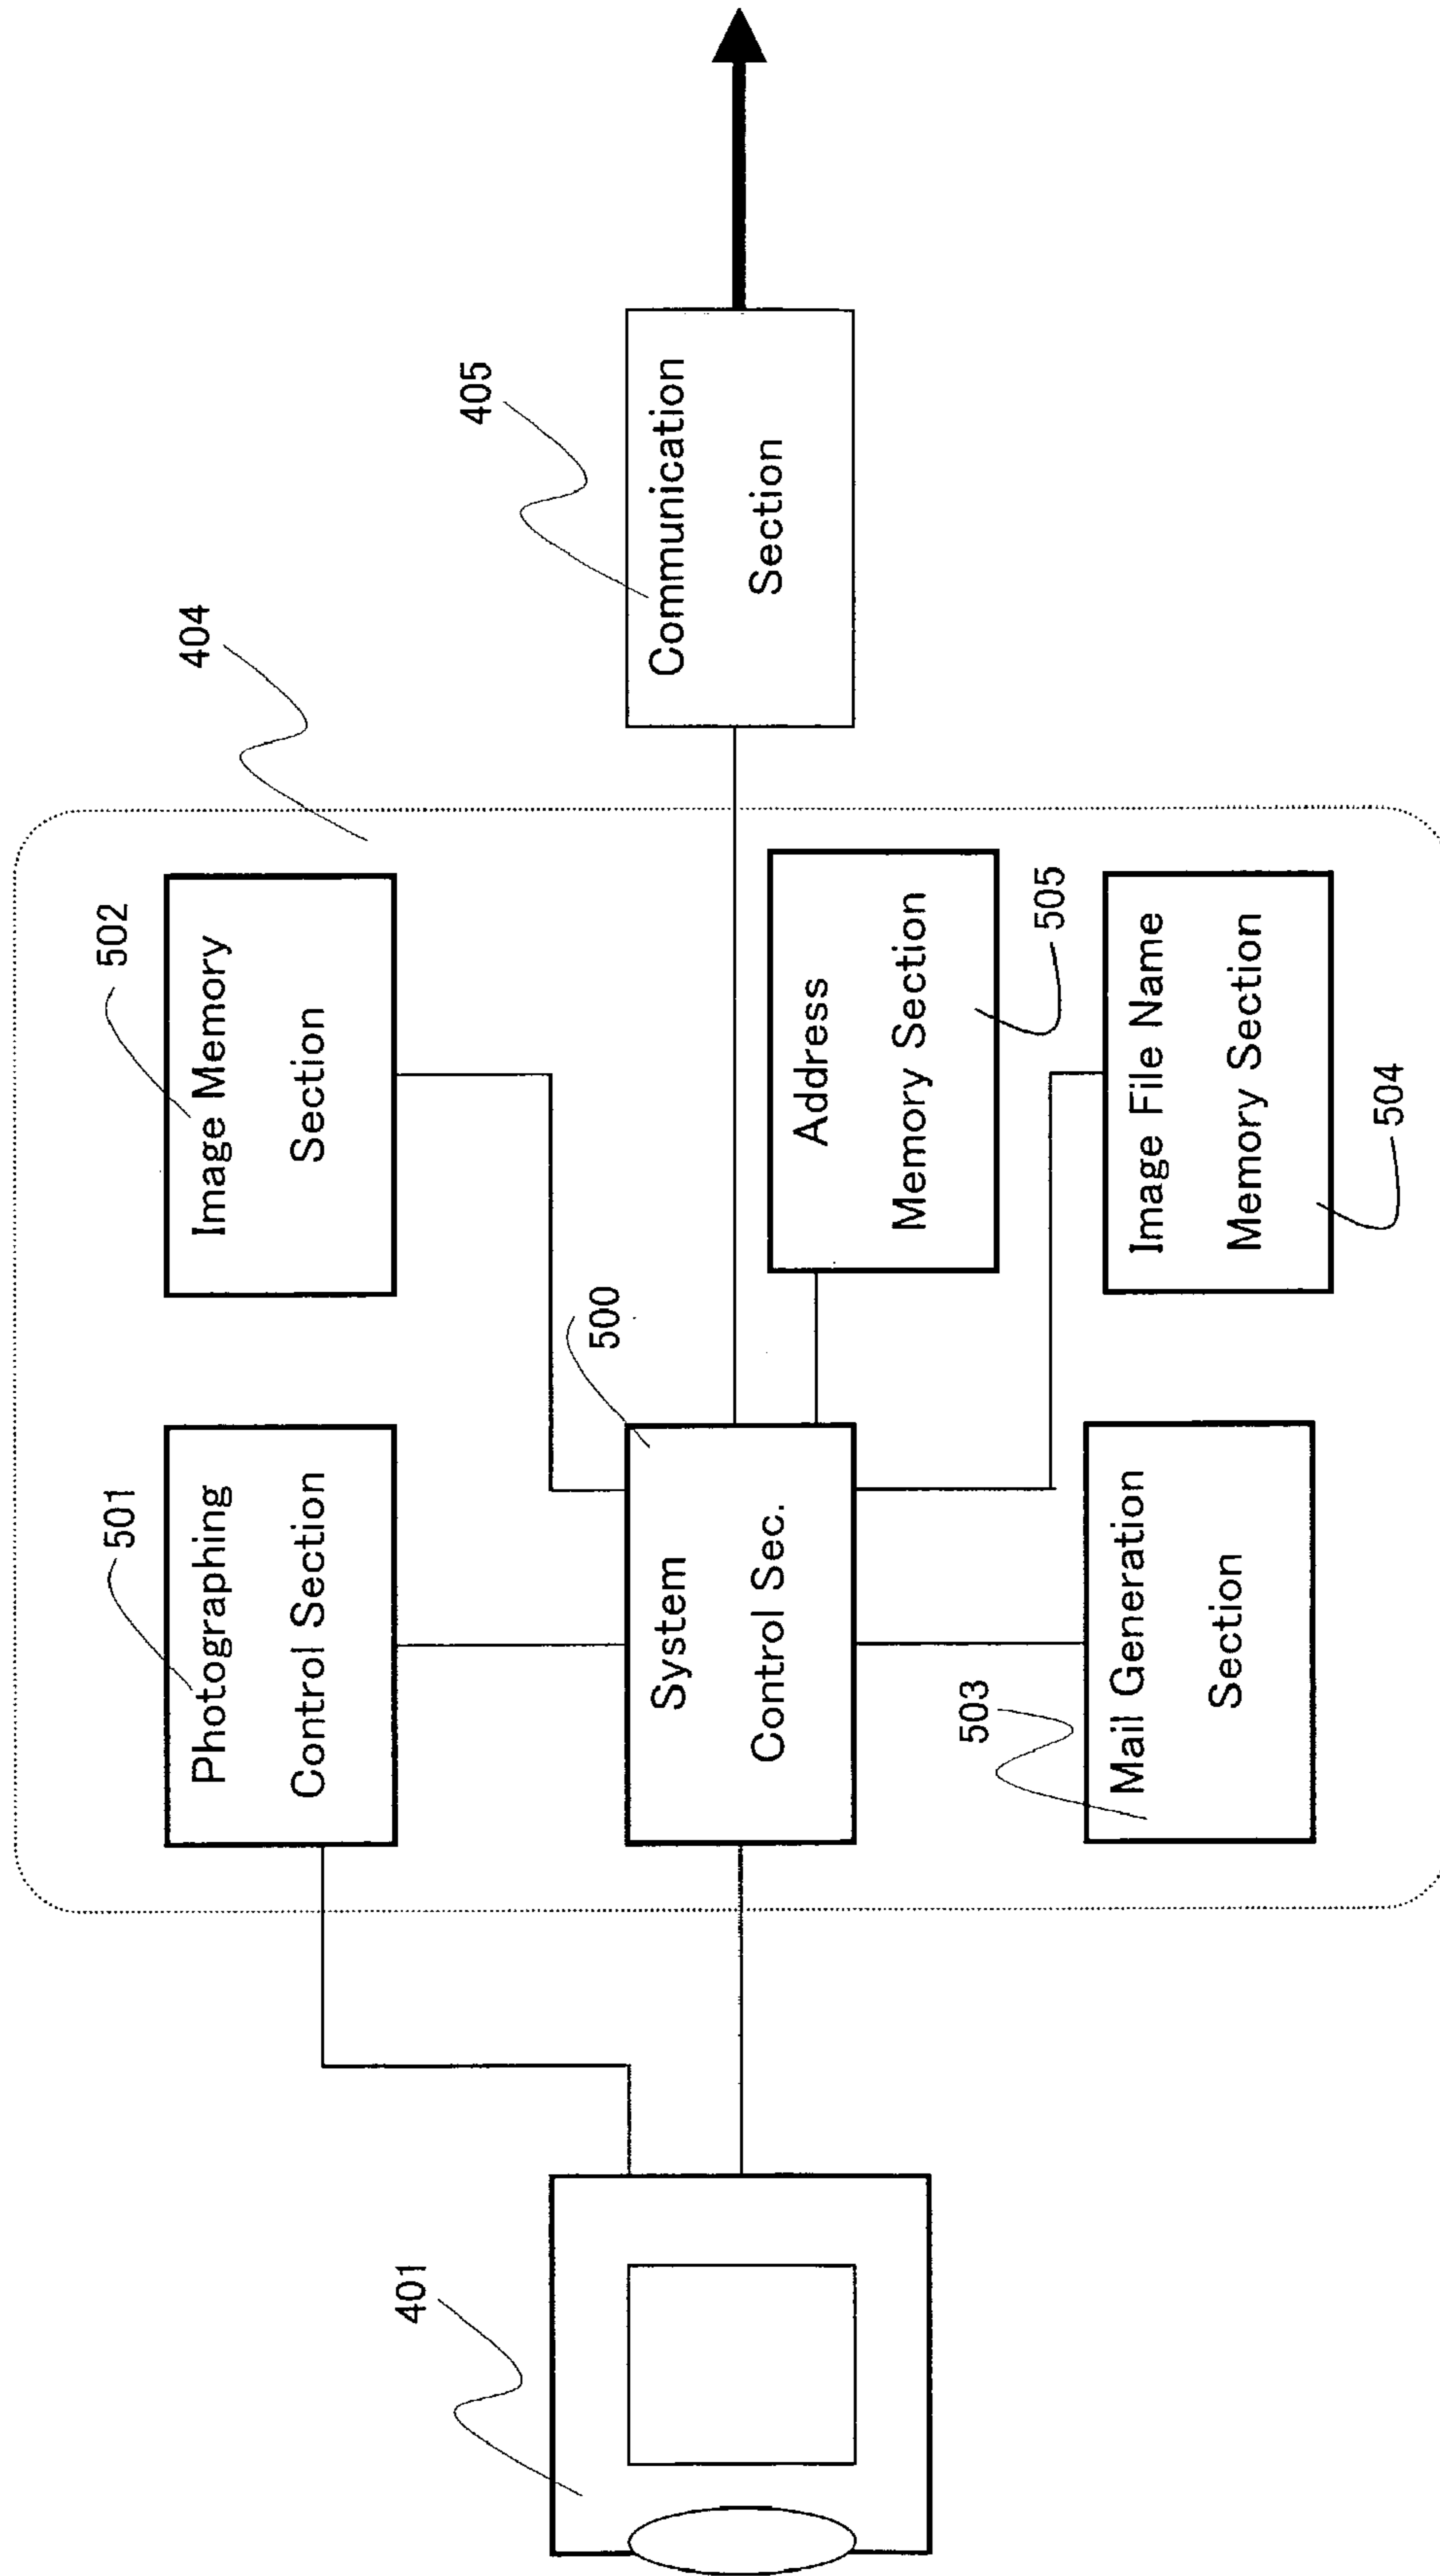 404
501
Photographing
Control Section
502
Image Memory
Section
401
500
System
Control Sec.
405
Communication
Section
Address
Memory Section
505
503
Mail Generation
Section
Image File Name
Memory Section
504